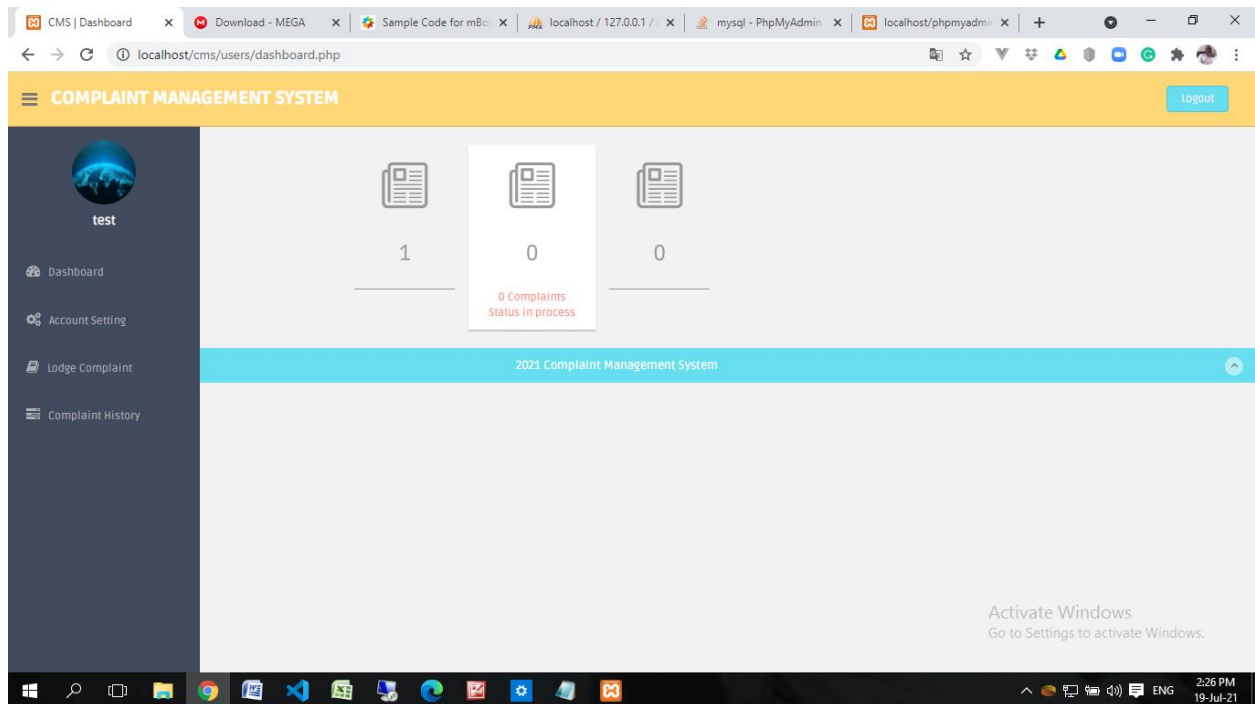 CMS | Dashboard
Download - MEGA
Sample Code for mBo
localhost / 127.0.0.1 /
mysql - PhpMyAdmin
localhost/phpmyadmi
localhost/cms/users/dashboard.php
COMPLAINT MANAGEMENT SYSTEM
Logout
test
Dashboard
Account Setting
Lodge Complaint
Complaint History
1
0
0
0 Complaints
Status in process
2021 Complaint Management System
Activate Windows
Go to Settings to activate Windows.
ENG
2:26 PM
19-Jul-21